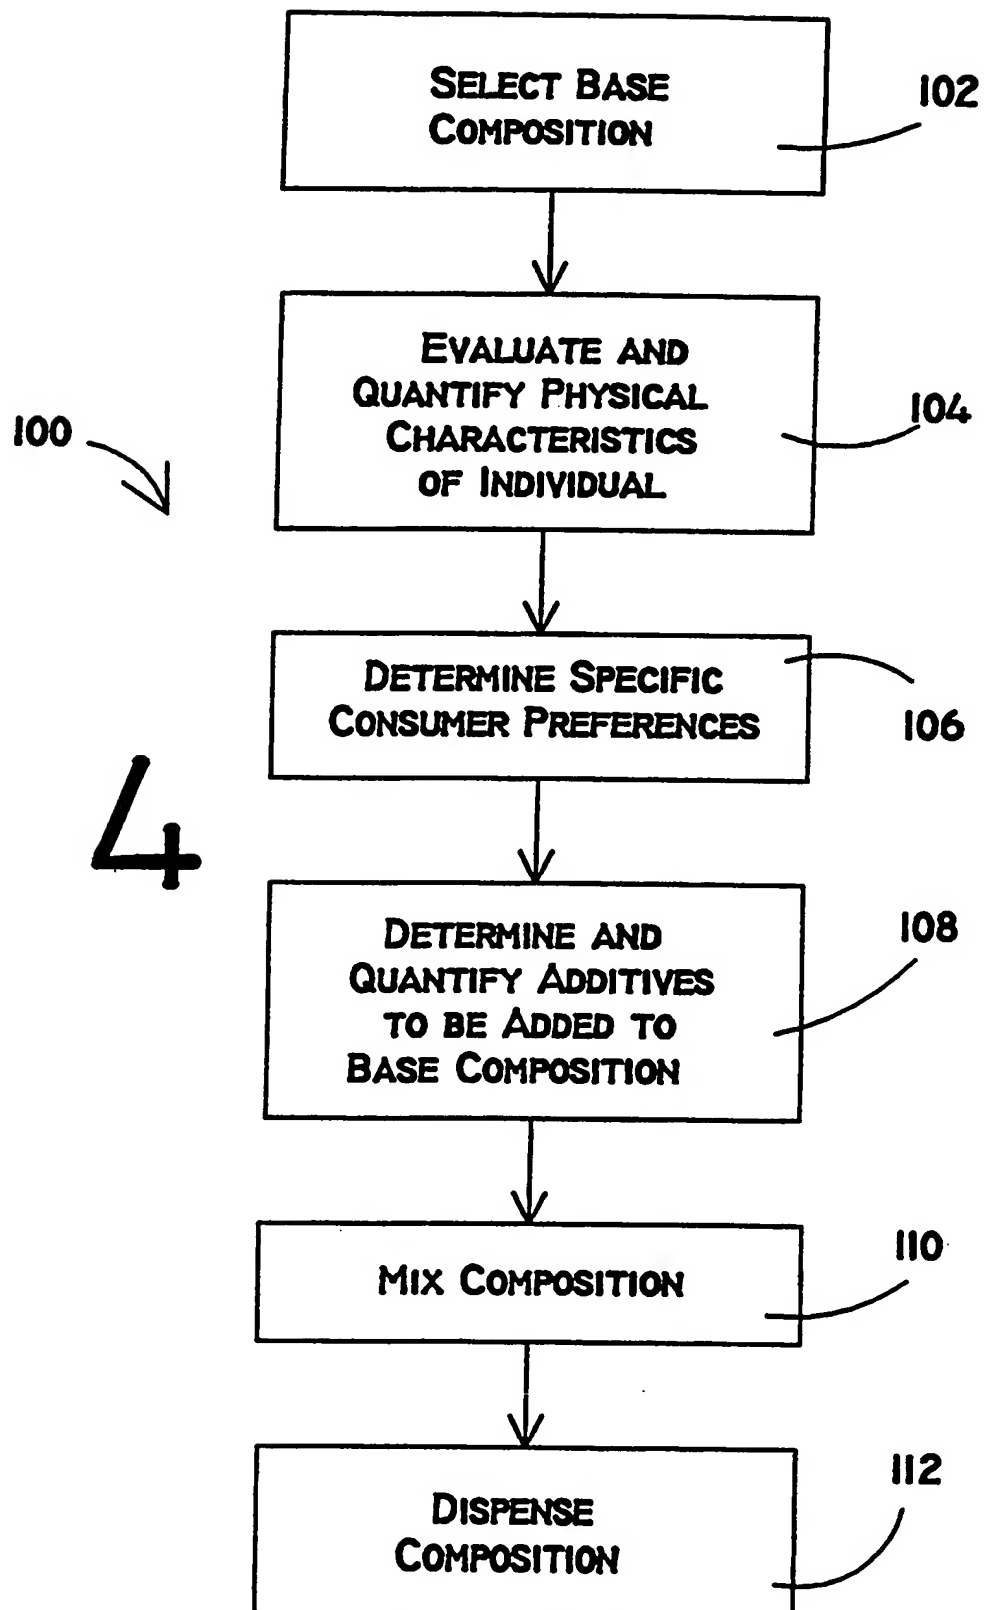 SELECT BASE
COMPOSITION
102
EVALUATE AND
QUANTIFY PHYSICAL
CHARACTERISTICS
OF INDIVIDUAL
104
100
DETERMINE SPECIFIC
CONSUMER PREFERENCES
106
4
DETERMINE AND
QUANTIFY ADDITIVES
TO BE ADDED TO
BASE COMPOSITION
108
MIX COMPOSITION
110
DISPENSE
COMPOSITION
112